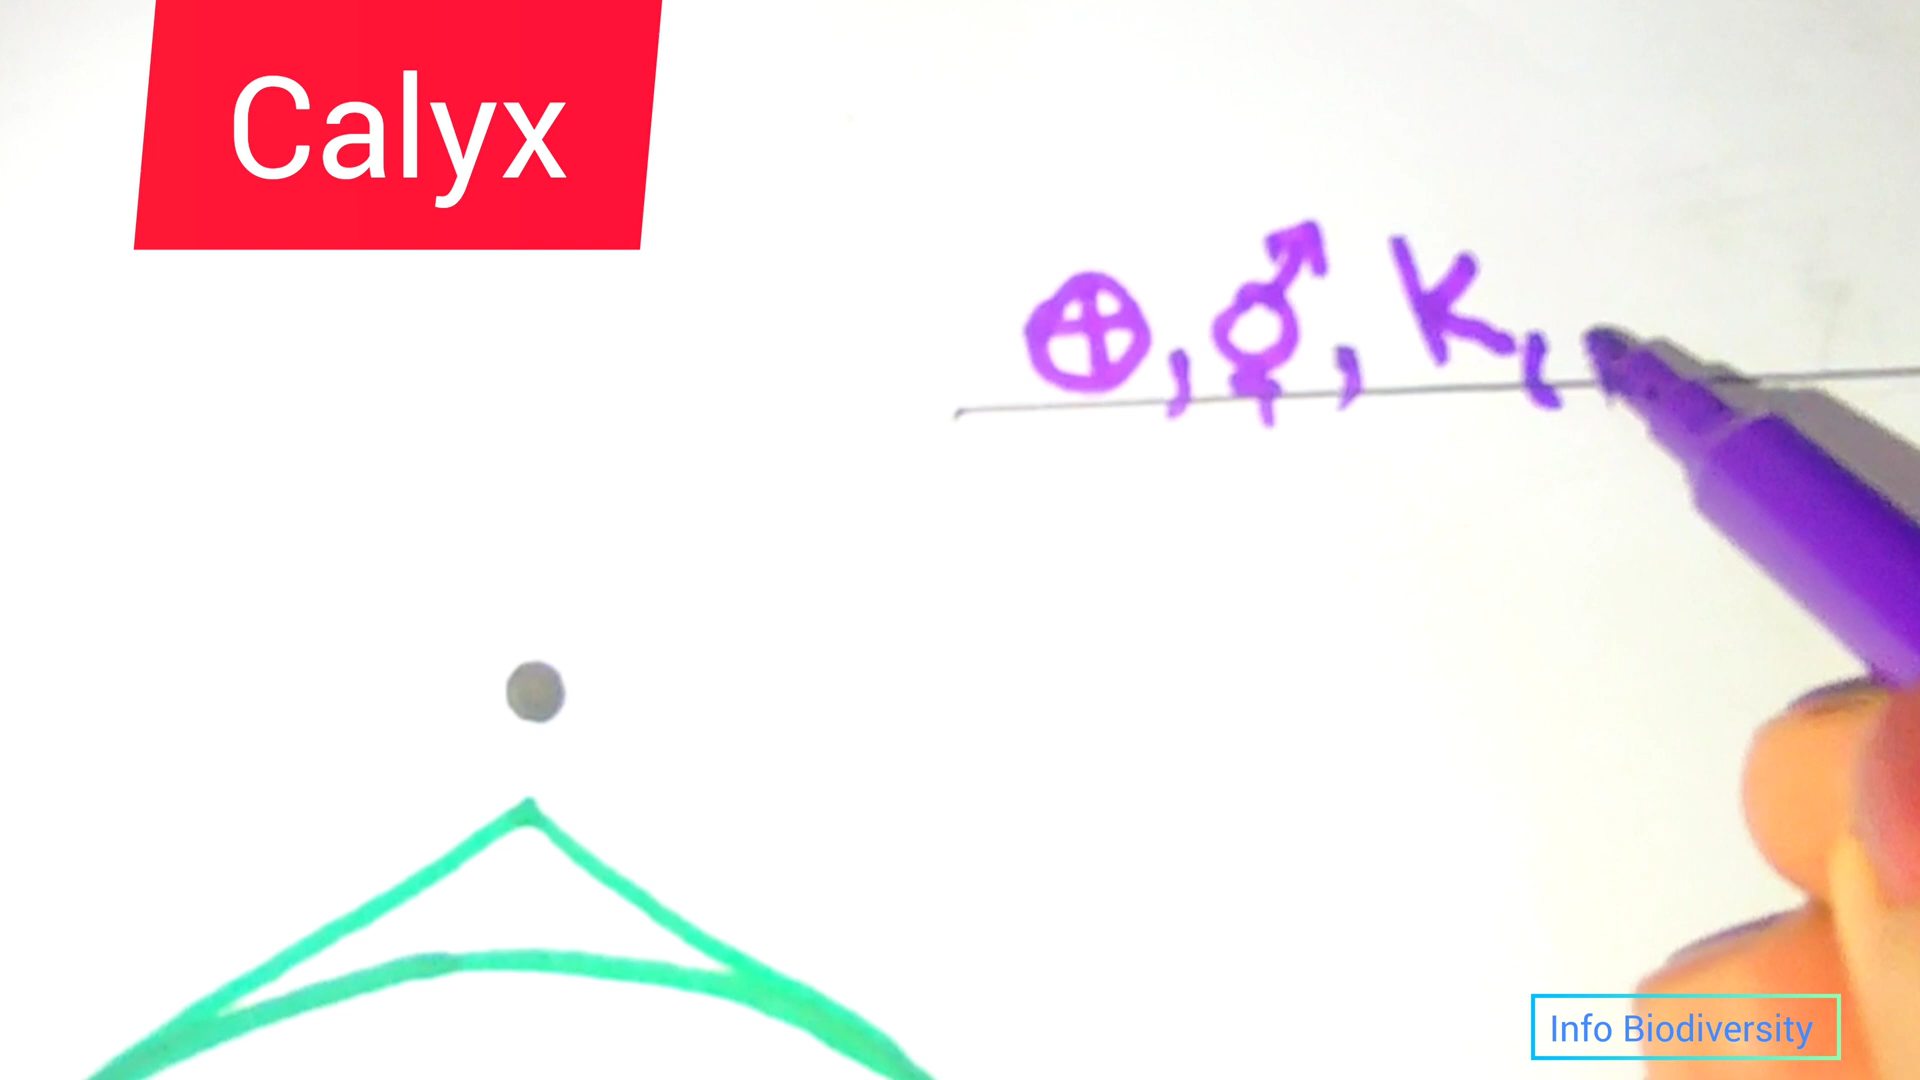 Calyx
⊕, ⚥, K,
Info Biodiversity